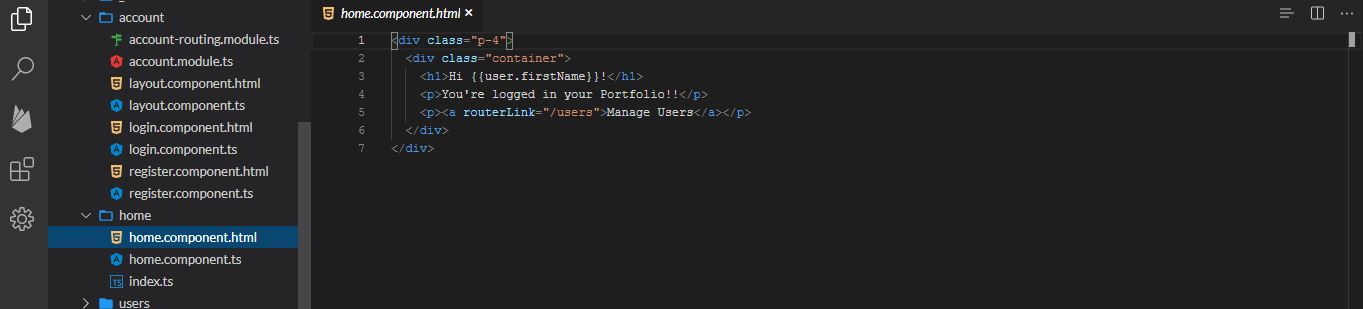 account
account-routing.module.ts
account.module.ts
layout.component.html
layout.component.ts
login.component.html
login.component.ts
register.component.html
register.component.ts
home
home.component.html
home.component.ts
TS index.ts
users
home.component.html ×
1 <div class="p-4">
2 <div class="container">
3 <h1>Hi {{user.firstName}}!</h1>
4 <p>You're logged in your Portfolio!!</p>
5 <p><a routerLink="/users">Manage Users</a></p>
6 </div>
7 </div>